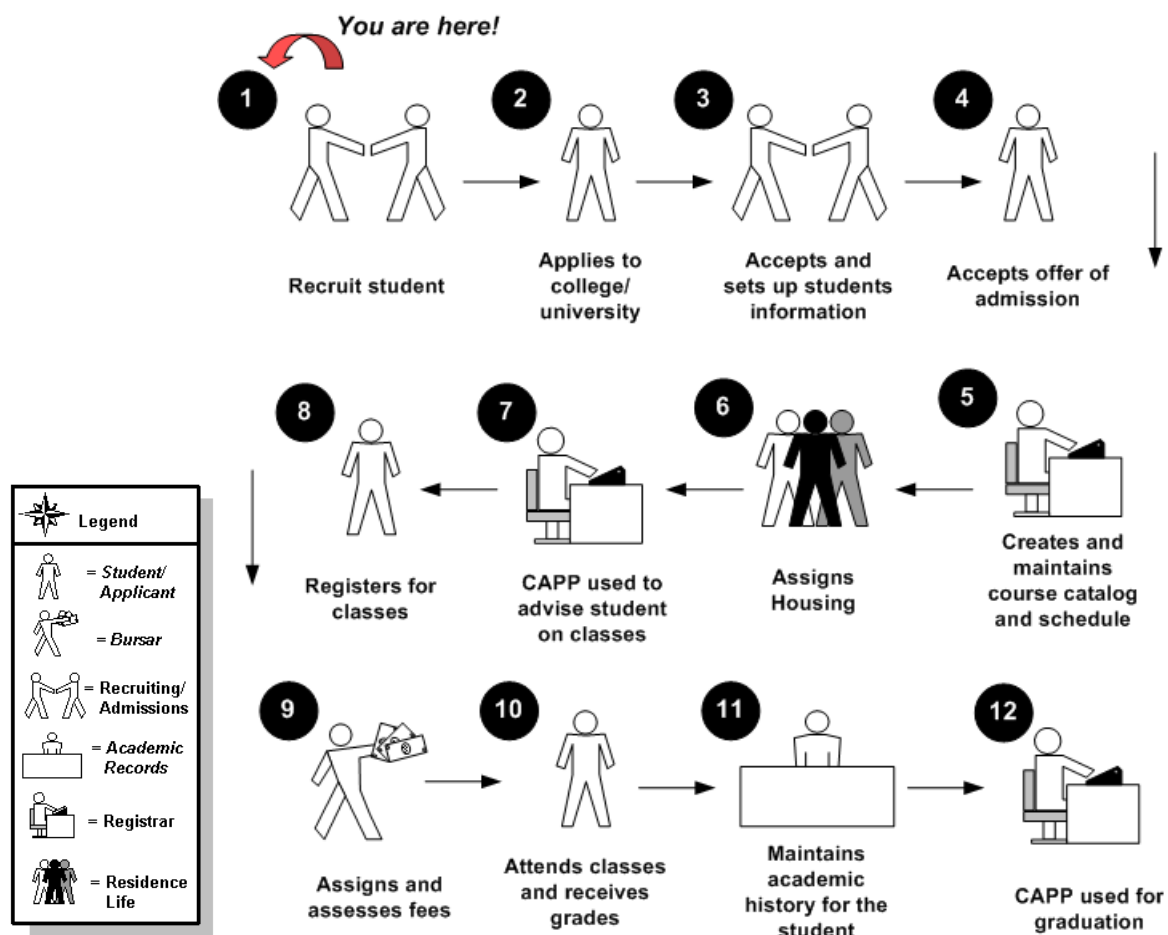 You are here!
1
2
3
4
Recruit student
Applies to
college/
university
Accepts and
sets up students
information
Accepts offer of
admission
8
7
6
5
Registers for
classes
CAPP used to
advise student
on classes
Assigns
Housing
Creates and
maintains
course catalog
and schedule
Legend
= Student/
Applicant
= Bursar
= Recruiting/
Admissions
= Academic
Records
= Registrar
= Residence
Life
9
10
11
12
Assigns and
assesses fees
Attends classes
and receives
grades
Maintains
academic
history for the
student
CAPP used for
graduation